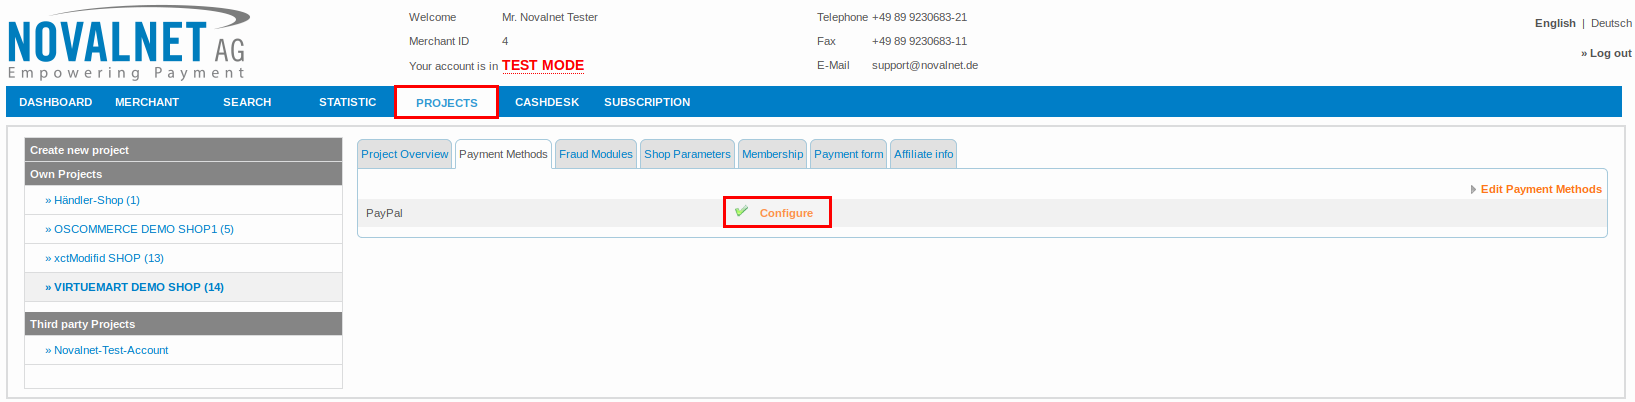 NOVALNET AG
Empowering Payment
Welcome Mr. Novalnet Tester
Merchant ID 4
Your account is in TEST MODE
Telephone +49 89 9230683-21
Fax +49 89 9230683-11
E-Mail support@novalnet.de
English | Deutsch
» Log out
DASHBOARD MERCHANT SEARCH STATISTIC PROJECTS CASHDESK SUBSCRIPTION
Create new project
Own Projects
» Händler-Shop (1)
» OSCOMMERCE DEMO SHOP1 (5)
» xctModifid SHOP (13)
» VIRTUEMART DEMO SHOP (14)
Third party Projects
» Novalnet-Test-Account
Project Overview Payment Methods Fraud Modules Shop Parameters Membership Payment form Affiliate info
Edit Payment Methods
PayPal Configure